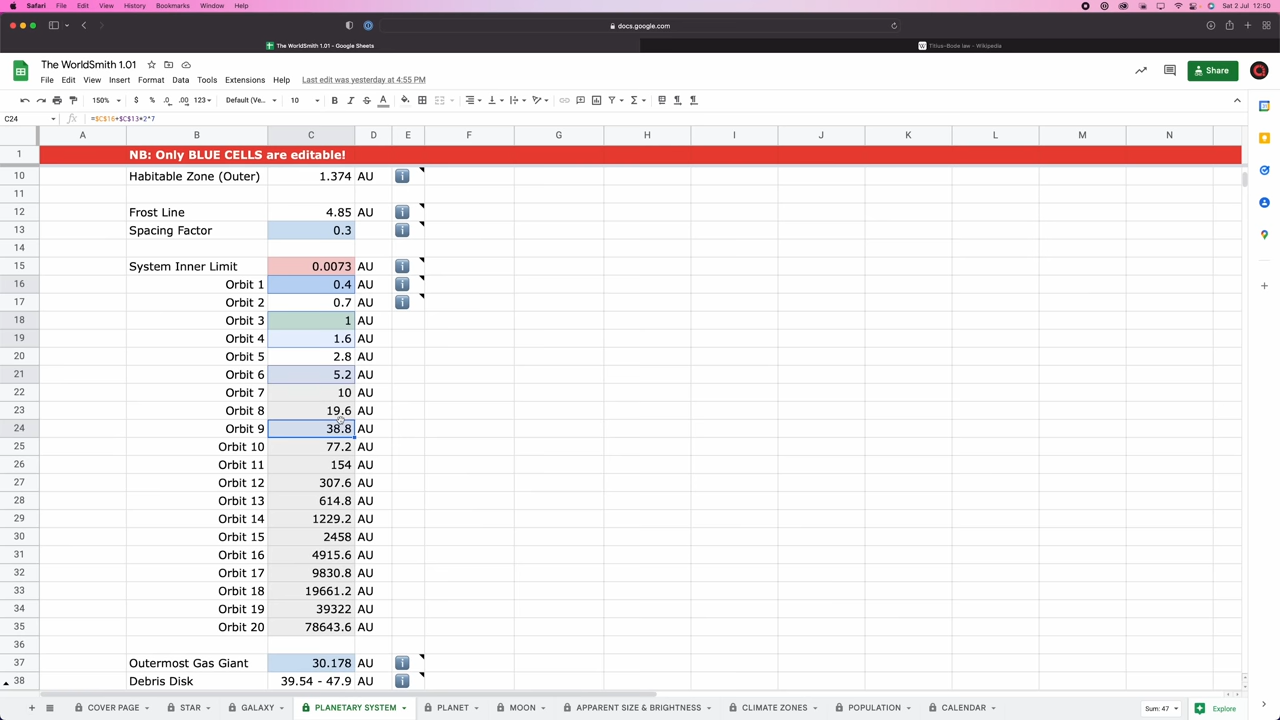 Safari File Edit View History Bookmarks Window Help Sat 2 Jul 12:50
docs.google.com
The WorldSmith 1.01 - Google Sheets Titius-Bode law - Wikipedia
The WorldSmith 1.01
File Edit View Insert Format Data Tools Extensions Help Last edit was yesterday at 4:55 PM Share
150% $ % .0 .00 123 Default (Ve... 10 B I S A
C24 fx =$C$16+$C$13*2^7
A B C D E F G H I J K L M N
1 NB: Only BLUE CELLS are editable!
10 Habitable Zone (Outer) 1.374 AU
11
12 Frost Line 4.85 AU
13 Spacing Factor 0.3
14
15 System Inner Limit 0.0073 AU
16 Orbit 1 0.4 AU
17 Orbit 2 0.7 AU
18 Orbit 3 1 AU
19 Orbit 4 1.6 AU
20 Orbit 5 2.8 AU
21 Orbit 6 5.2 AU
22 Orbit 7 10 AU
23 Orbit 8 19.6 AU
24 Orbit 9 38.8 AU
25 Orbit 10 77.2 AU
26 Orbit 11 154 AU
27 Orbit 12 307.6 AU
28 Orbit 13 614.8 AU
29 Orbit 14 1229.2 AU
30 Orbit 15 2458 AU
31 Orbit 16 4915.6 AU
32 Orbit 17 9830.8 AU
33 Orbit 18 19661.2 AU
34 Orbit 19 39322 AU
35 Orbit 20 78643.6 AU
36
37 Outermost Gas Giant 30.178 AU
38 Debris Disk 39.54 - 47.9 AU
COVER PAGE STAR GALAXY PLANETARY SYSTEM PLANET MOON APPARENT SIZE & BRIGHTNESS CLIMATE ZONES POPULATION CALENDAR Sum: 47 Explore